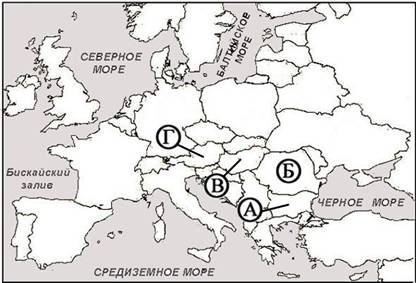 СЕВЕРНОЕ
МОРЕ
БАЛТИЙСКОЕ
МОРЕ
Г
Бискайский
залив
В
Б
А
ЧЕРНОЕ МОРЕ
СРЕДИЗЕМНОЕ МОРЕ